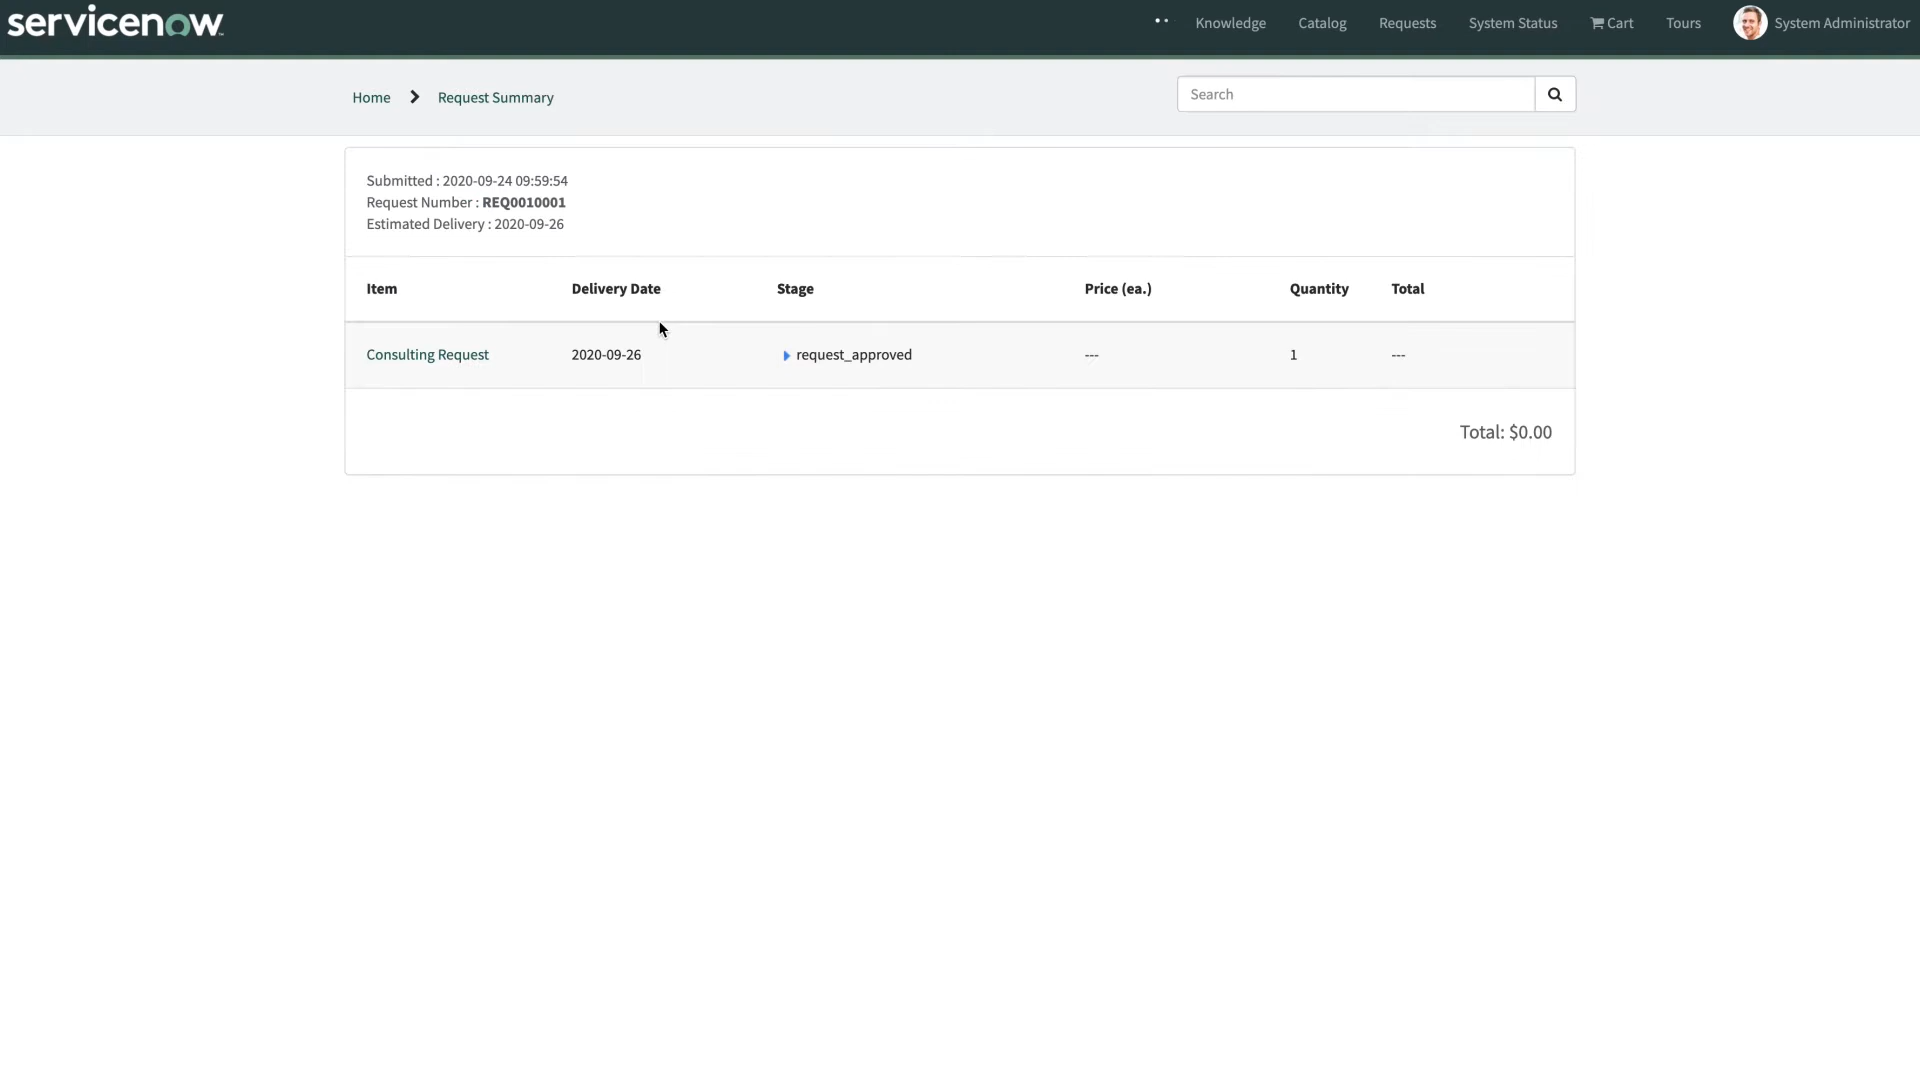 servicenow
Knowledge Catalog Requests System Status Cart Tours System Administrator
Home Request Summary Search
Submitted : 2020-09-24 09:59:54
Request Number : REQ0010001
Estimated Delivery : 2020-09-26
Item Delivery Date Stage Price (ea.) Quantity Total
Consulting Request 2020-09-26 request_approved --- 1 ---
Total: $0.00